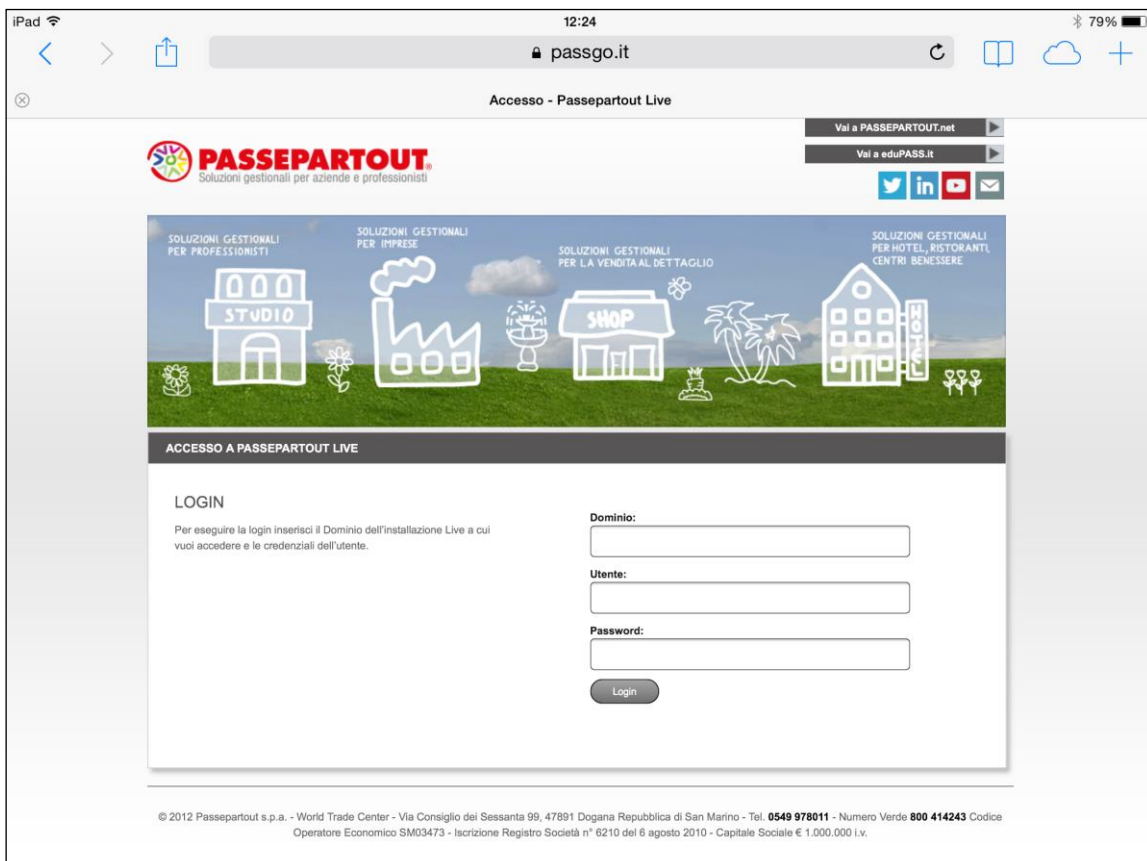 iPad 12:24 79%
passgo.it
Accesso - Passepartout Live
Vai a PASSEPARTOUT.net
Vai a eduPASS.it
PASSEPARTOUT®
Soluzioni gestionali per aziende e professionisti
SOLUZIONI GESTIONALI
PER PROFESSIONISTI
SOLUZIONI GESTIONALI
PER IMPRESE
SOLUZIONI GESTIONALI
PER LA VENDITA AL DETTAGLIO
SOLUZIONI GESTIONALI
PER HOTEL, RISTORANTI,
CENTRI BENESSERE
STUDIO
SHOP
HOTEL
ACCESSO A PASSEPARTOUT LIVE
LOGIN
Per eseguire la login inserisci il Dominio dell'installazione Live a cui
vuoi accedere e le credenziali dell'utente.
Dominio:
Utente:
Password:
Login
© 2012 Passepartout s.p.a. - World Trade Center - Via Consiglio dei Sessanta 99, 47891 Dogana Repubblica di San Marino - Tel. 0549 978011 - Numero Verde 800 414243 Codice
Operatore Economico SM03473 - Iscrizione Registro Società n° 6210 del 6 agosto 2010 - Capitale Sociale € 1.000.000 i.v.